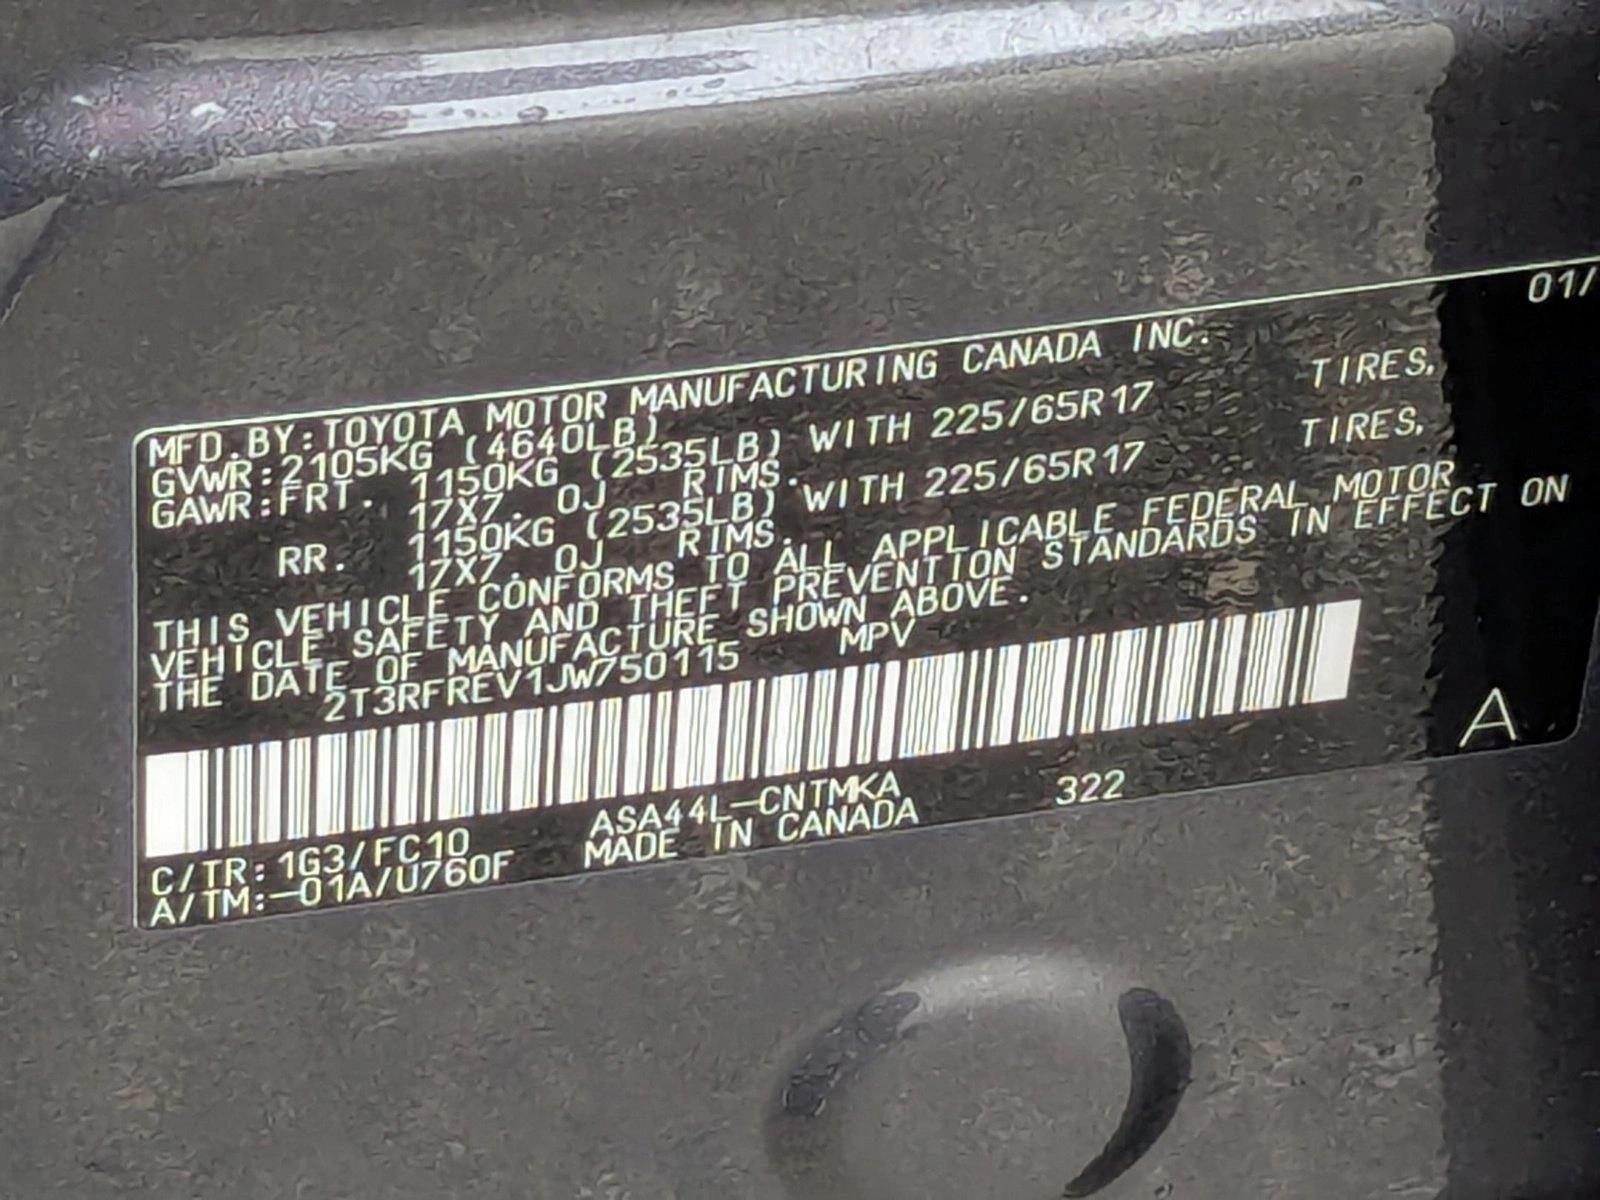 01/
MFD.BY:TOYOTA MOTOR MANUFACTURING CANADA INC.
GVWR:2105KG (4640LB)
GAWR:FRT. 1150KG (2535LB) WITH 225/65R17 TIRES,
17X7.0J RIMS.
RR. 1150KG (2535LB) WITH 225/65R17 TIRES,
17X7.0J RIMS.
THIS VEHICLE CONFORMS TO ALL APPLICABLE FEDERAL MOTOR
VEHICLE SAFETY AND THEFT PREVENTION STANDARDS IN EFFECT ON
THE DATE OF MANUFACTURE SHOWN ABOVE.
2T3RFREV1JW750115 MPV
A
C/TR:1G3/FC10 ASA44L-CNTMKA 322
A/TM:-01A/U760F MADE IN CANADA